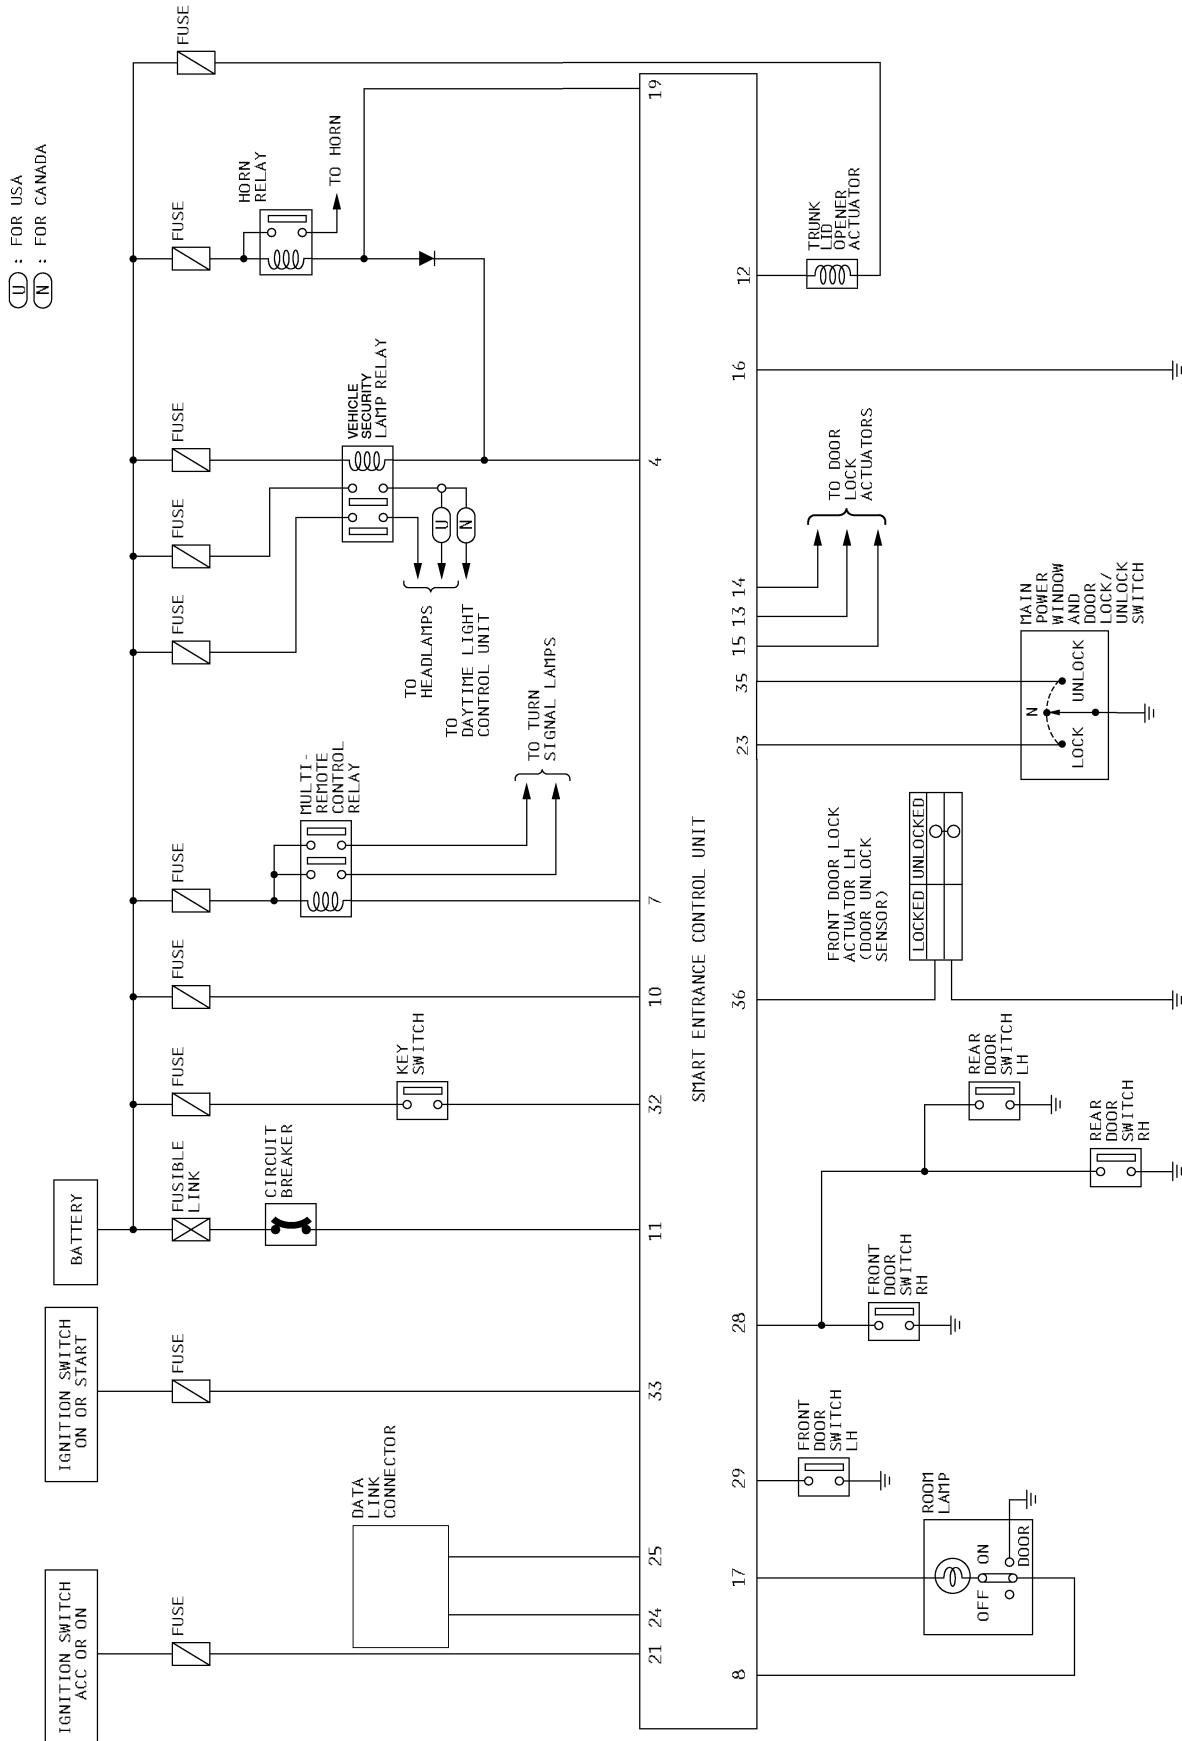 IGNITION SWITCH
ACC OR ON
IGNITION SWITCH
ON OR START
BATTERY
U : FOR USA
N : FOR CANADA
FUSE
FUSE
FUSIBLE
LINK
FUSE
FUSE
FUSE
FUSE
FUSE
FUSE
FUSE
FUSE
DATA
LINK
CONNECTOR
CIRCUIT
BREAKER
KEY
SWITCH
MULTI-
REMOTE
CONTROL
RELAY
TO TURN
SIGNAL LAMPS
TO
HEADLAMPS
TO
DAYTIME LIGHT
CONTROL UNIT
U
N
VEHICLE
SECURITY
LAMP RELAY
HORN
RELAY
TO HORN
21
24
25
33
11
32
10
7
4
19
SMART ENTRANCE CONTROL UNIT
8
17
29
28
36
23
35
15
13
14
16
12
ROOM
LAMP
OFF
ON
DOOR
FRONT
DOOR
SWITCH
LH
FRONT
DOOR
SWITCH
RH
REAR
DOOR
SWITCH
LH
REAR
DOOR
SWITCH
RH
FRONT DOOR LOCK
ACTUATOR LH
(DOOR UNLOCK
SENSOR)
LOCKED
UNLOCKED
MAIN
POWER
WINDOW
AND
DOOR
LOCK/
UNLOCK
SWITCH
LOCK
N
UNLOCK
TO DOOR
LOCK
ACTUATORS
TRUNK
LID
OPENER
ACTUATOR